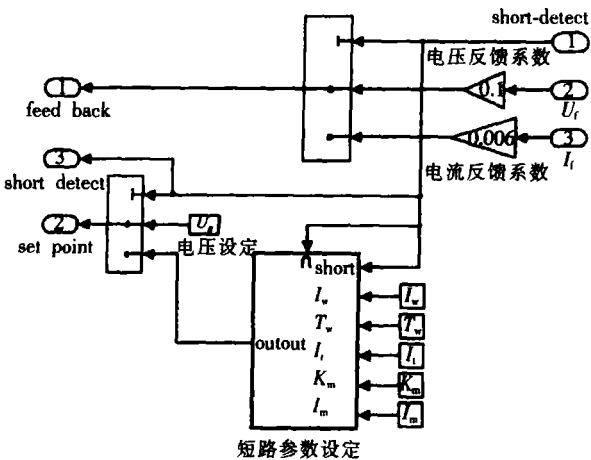 short-detect
1
电压反馈系数
1
0.1
2
feed back
U_f
0.006
3
3
电流反馈系数
I_f
short detect
2
U_g
set point
电压设定
short
I_w
I_w
T_w
T_w
outout
I_t
I_t
K_m
K_m
I_m
I_m
短路参数设定